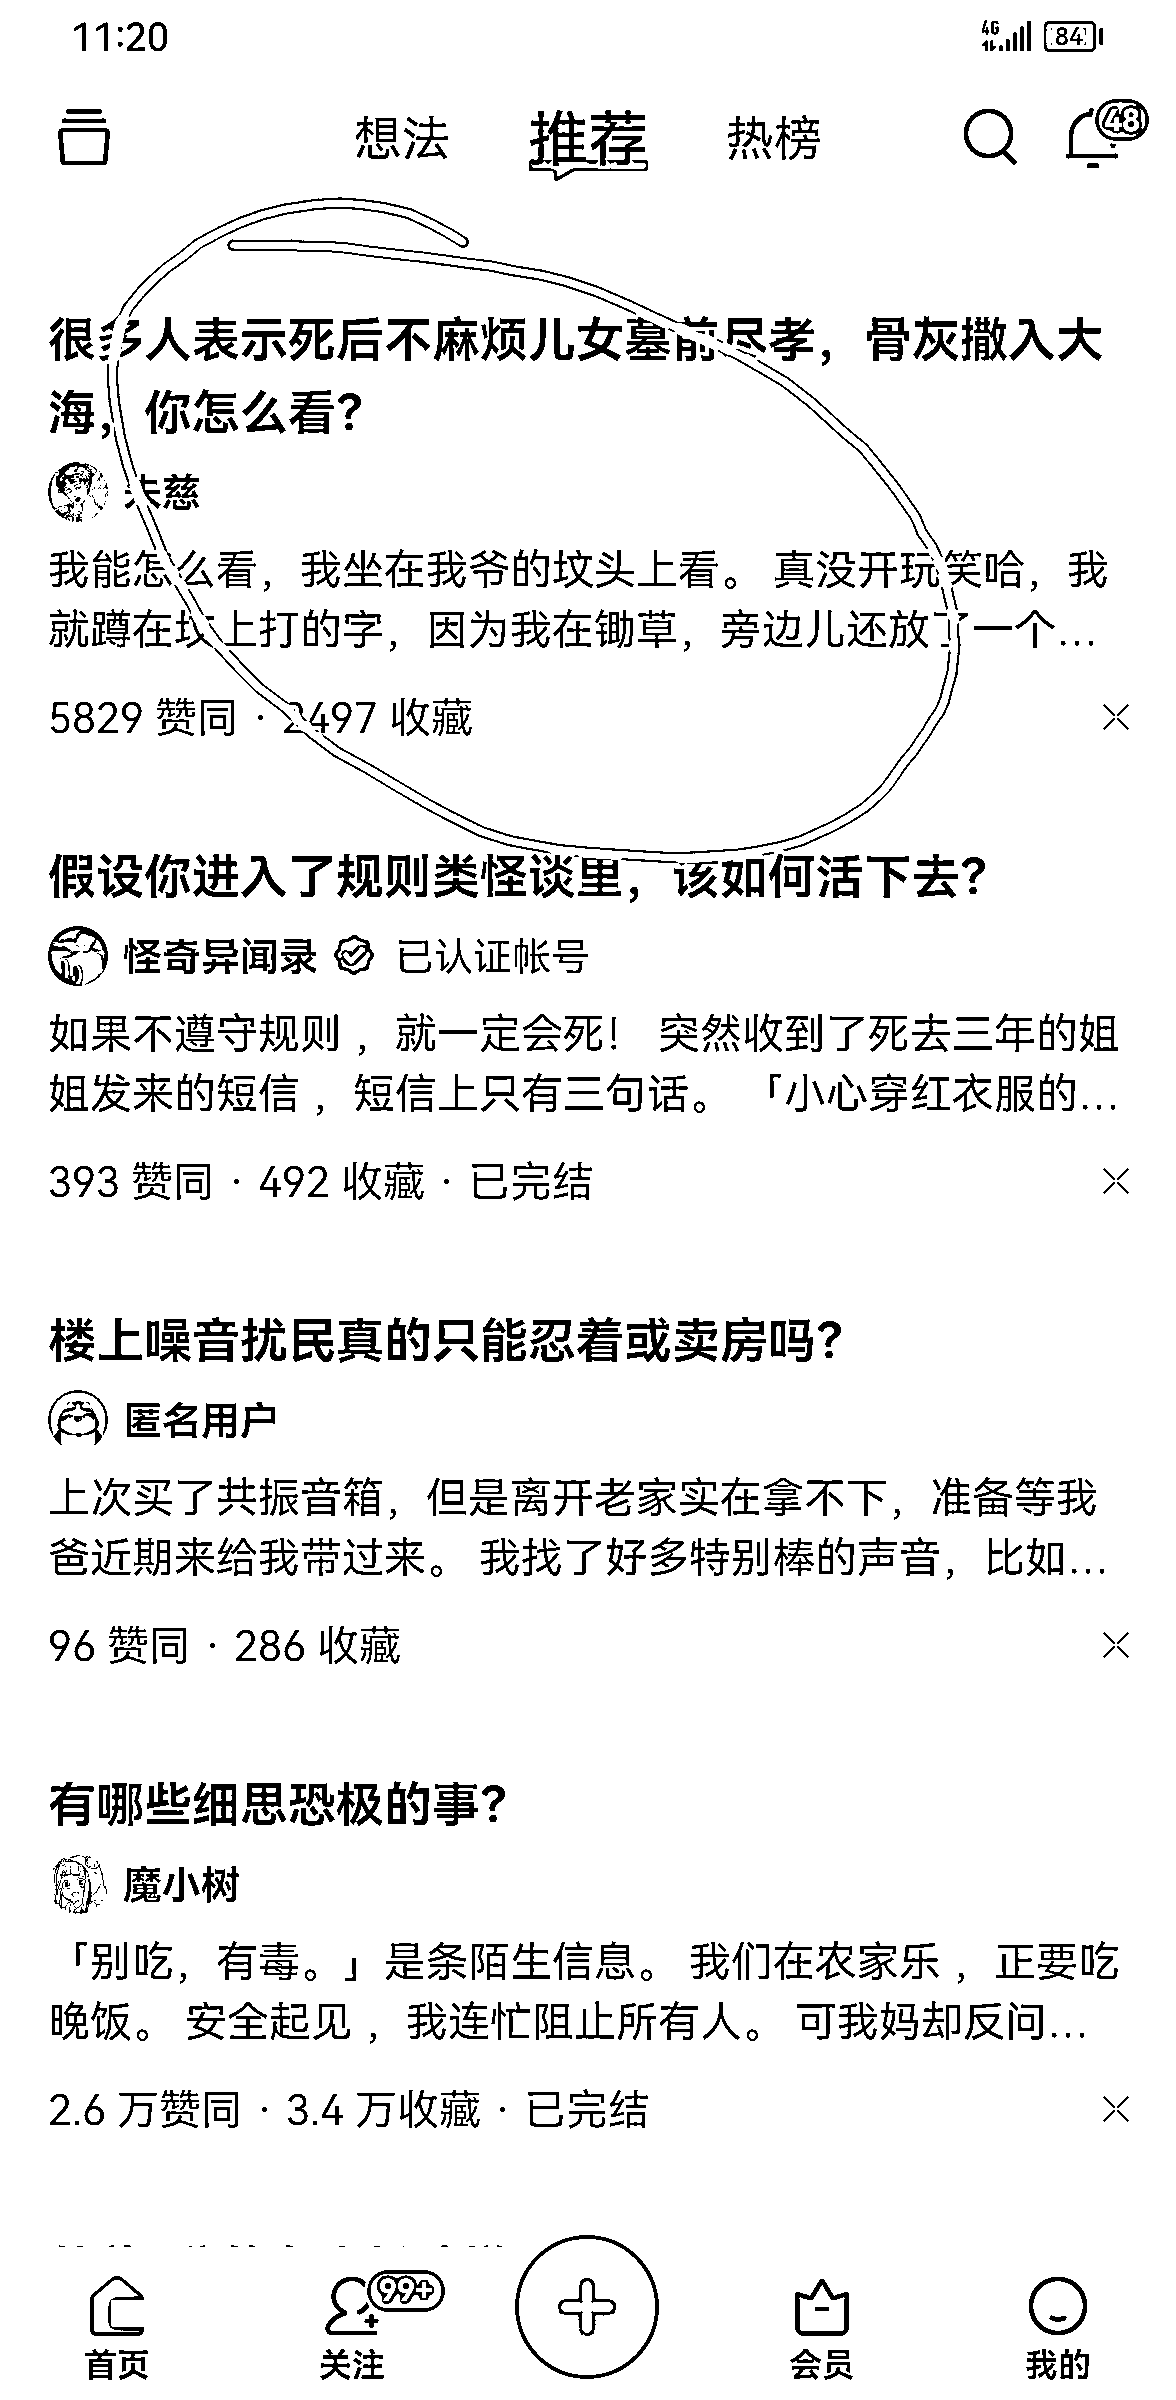 11:20 4G 84
想法 推荐 热榜 48
很多人表示死后不麻烦儿女墓前尽孝，骨灰撒入大
海，你怎么看？
朱慈
我能怎么看，我坐在我爷的坟头上看。 真没开玩笑哈，我
就蹲在坟上打的字，因为我在锄草，旁边儿还放了一个...
5829 赞同 · 2497 收藏
假设你进入了规则类怪谈里，该如何活下去？
怪奇异闻录 已认证帐号
如果不遵守规则 ，就一定会死！ 突然收到了死去三年的姐
姐发来的短信 ，短信上只有三句话。 「小心穿红衣服的...
393 赞同 · 492 收藏 · 已完结
楼上噪音扰民真的只能忍着或卖房吗？
匿名用户
上次买了共振音箱，但是离开老家实在拿不下，准备等我
爸近期来给我带过来。 我找了好多特别棒的声音，比如...
96 赞同 · 286 收藏
有哪些细思恐极的事？
魔小树
「别吃，有毒。」是条陌生信息。 我们在农家乐 ，正要吃
晚饭。 安全起见 ，我连忙阻止所有人。 可我妈却反问...
2.6 万赞同 · 3.4 万收藏 · 已完结
99+
首页 关注 会员 我的